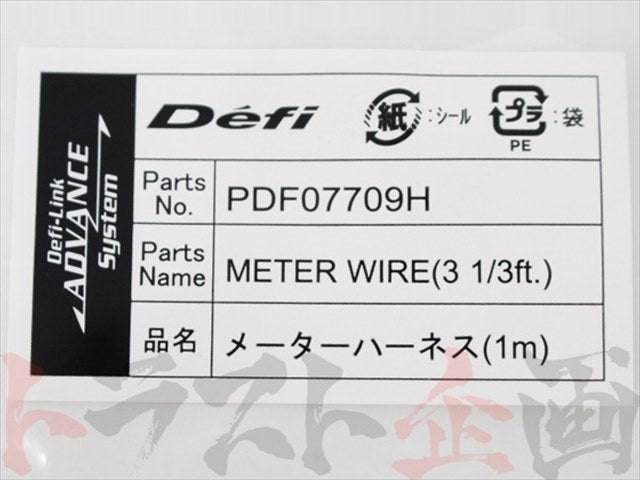 Defi-Link
ADVANCE
System
Défi
紙:シール
プラ:袋
PE
Parts No.
PDF07709H
Parts Name
METER WIRE(3 1/3ft.)
品名
メーターハーネス(1m)
トラスト企画